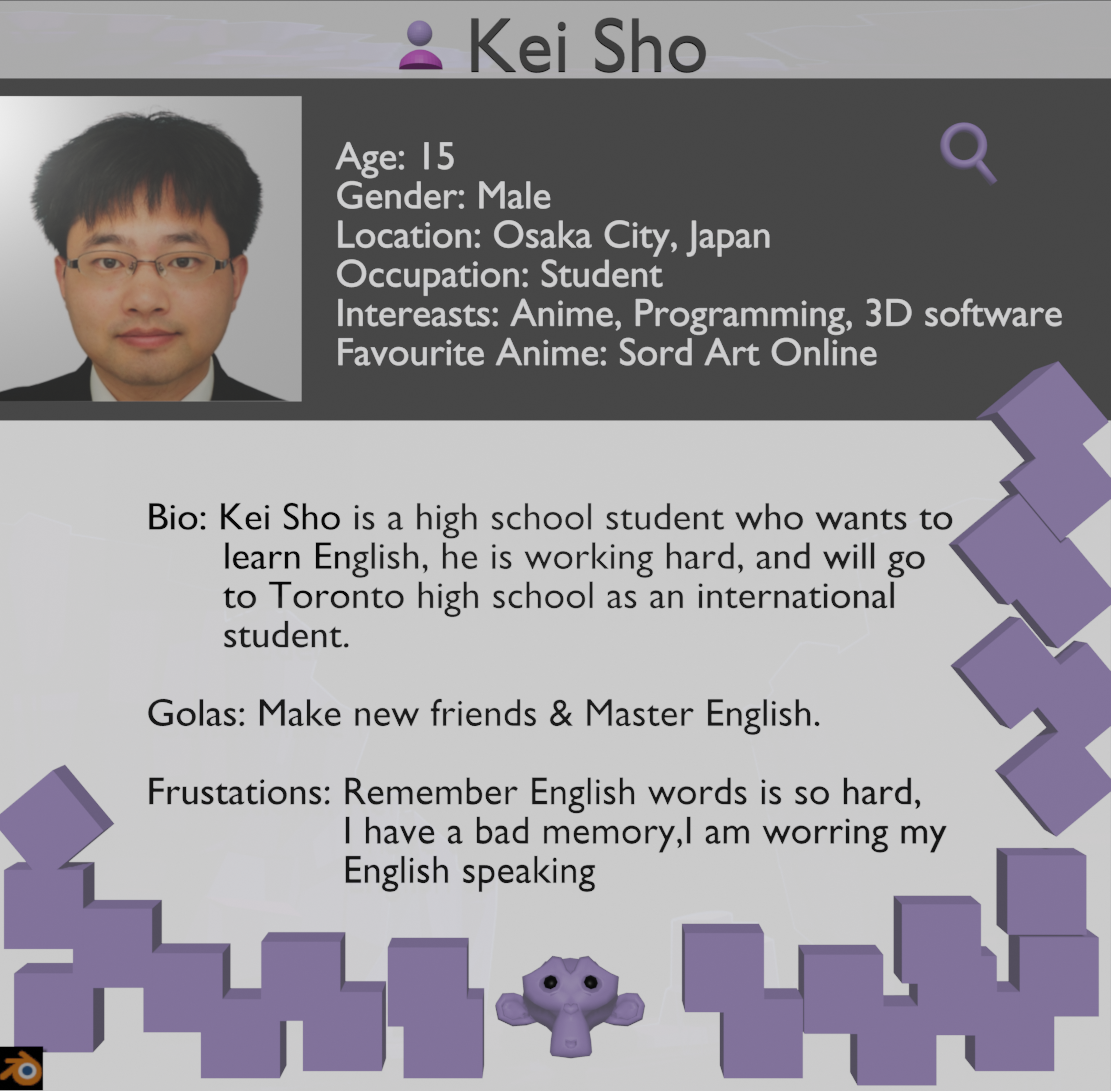 Kei Sho
Age: 15
Gender: Male
Location: Osaka City, Japan
Occupation: Student
Intereasts: Anime, Programming, 3D software
Favourite Anime: Sord Art Online
Bio: Kei Sho is a high school student who wants to
learn English, he is working hard, and will go
to Toronto high school as an international
student.
Golas: Make new friends & Master English.
Frustations: Remember English words is so hard,
I have a bad memory,I am worring my
English speaking